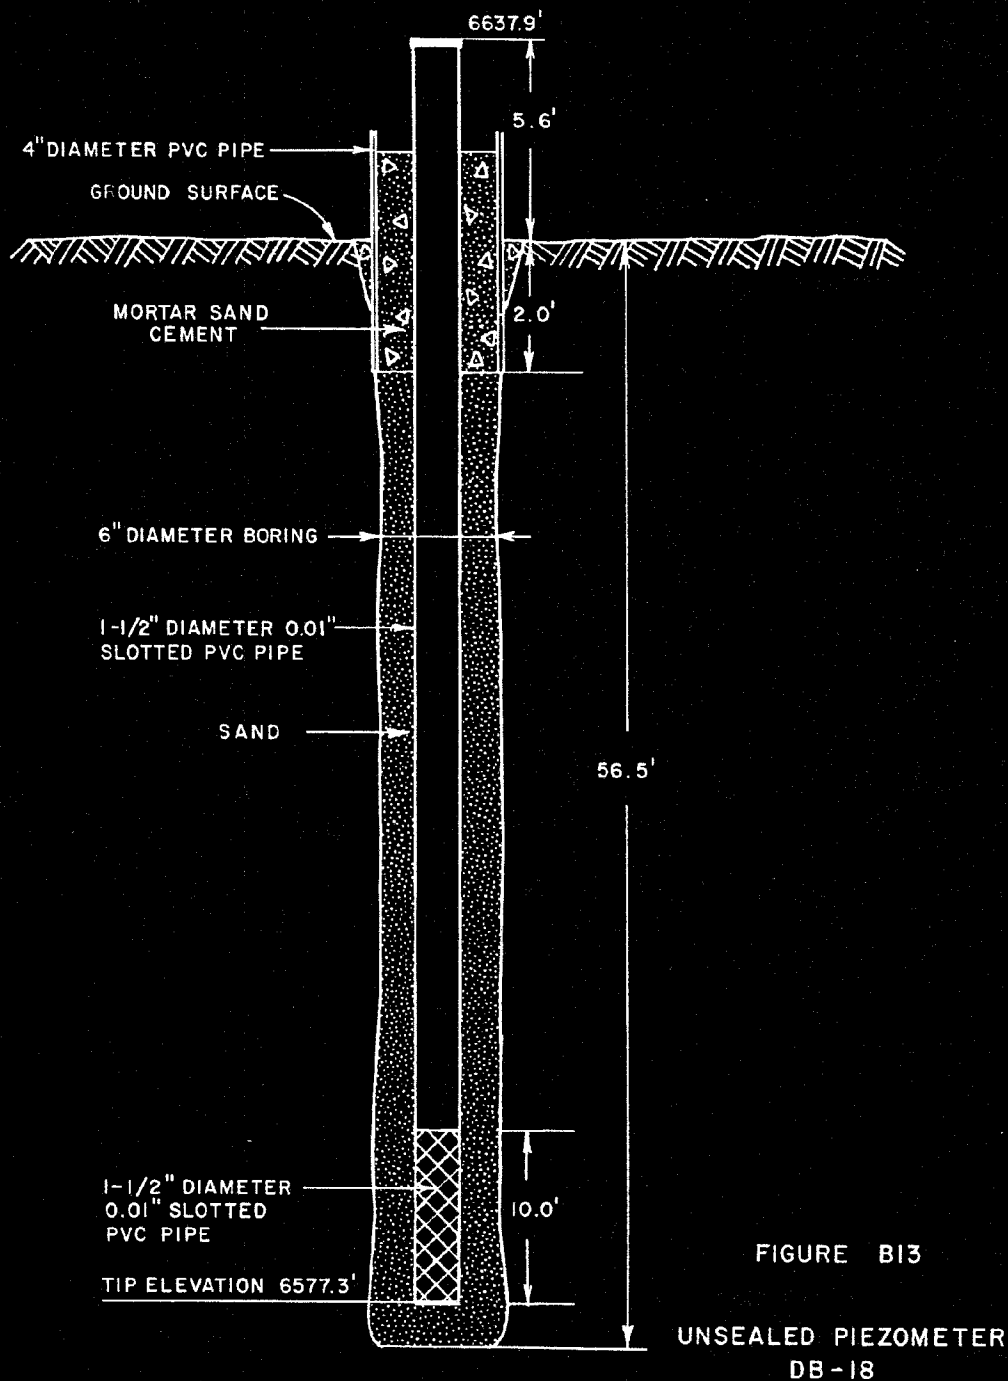 6637.9'
5.6'
4" DIAMETER PVC PIPE
GROUND SURFACE
MORTAR SAND
CEMENT
2.0'
6" DIAMETER BORING
1-1/2" DIAMETER 0.01"
SLOTTED PVC PIPE
SAND
56.5'
1-1/2" DIAMETER
0.01" SLOTTED
PVC PIPE
10.0'
TIP ELEVATION 6577.3'
FIGURE B13
UNSEALED PIEZOMETER
DB-18